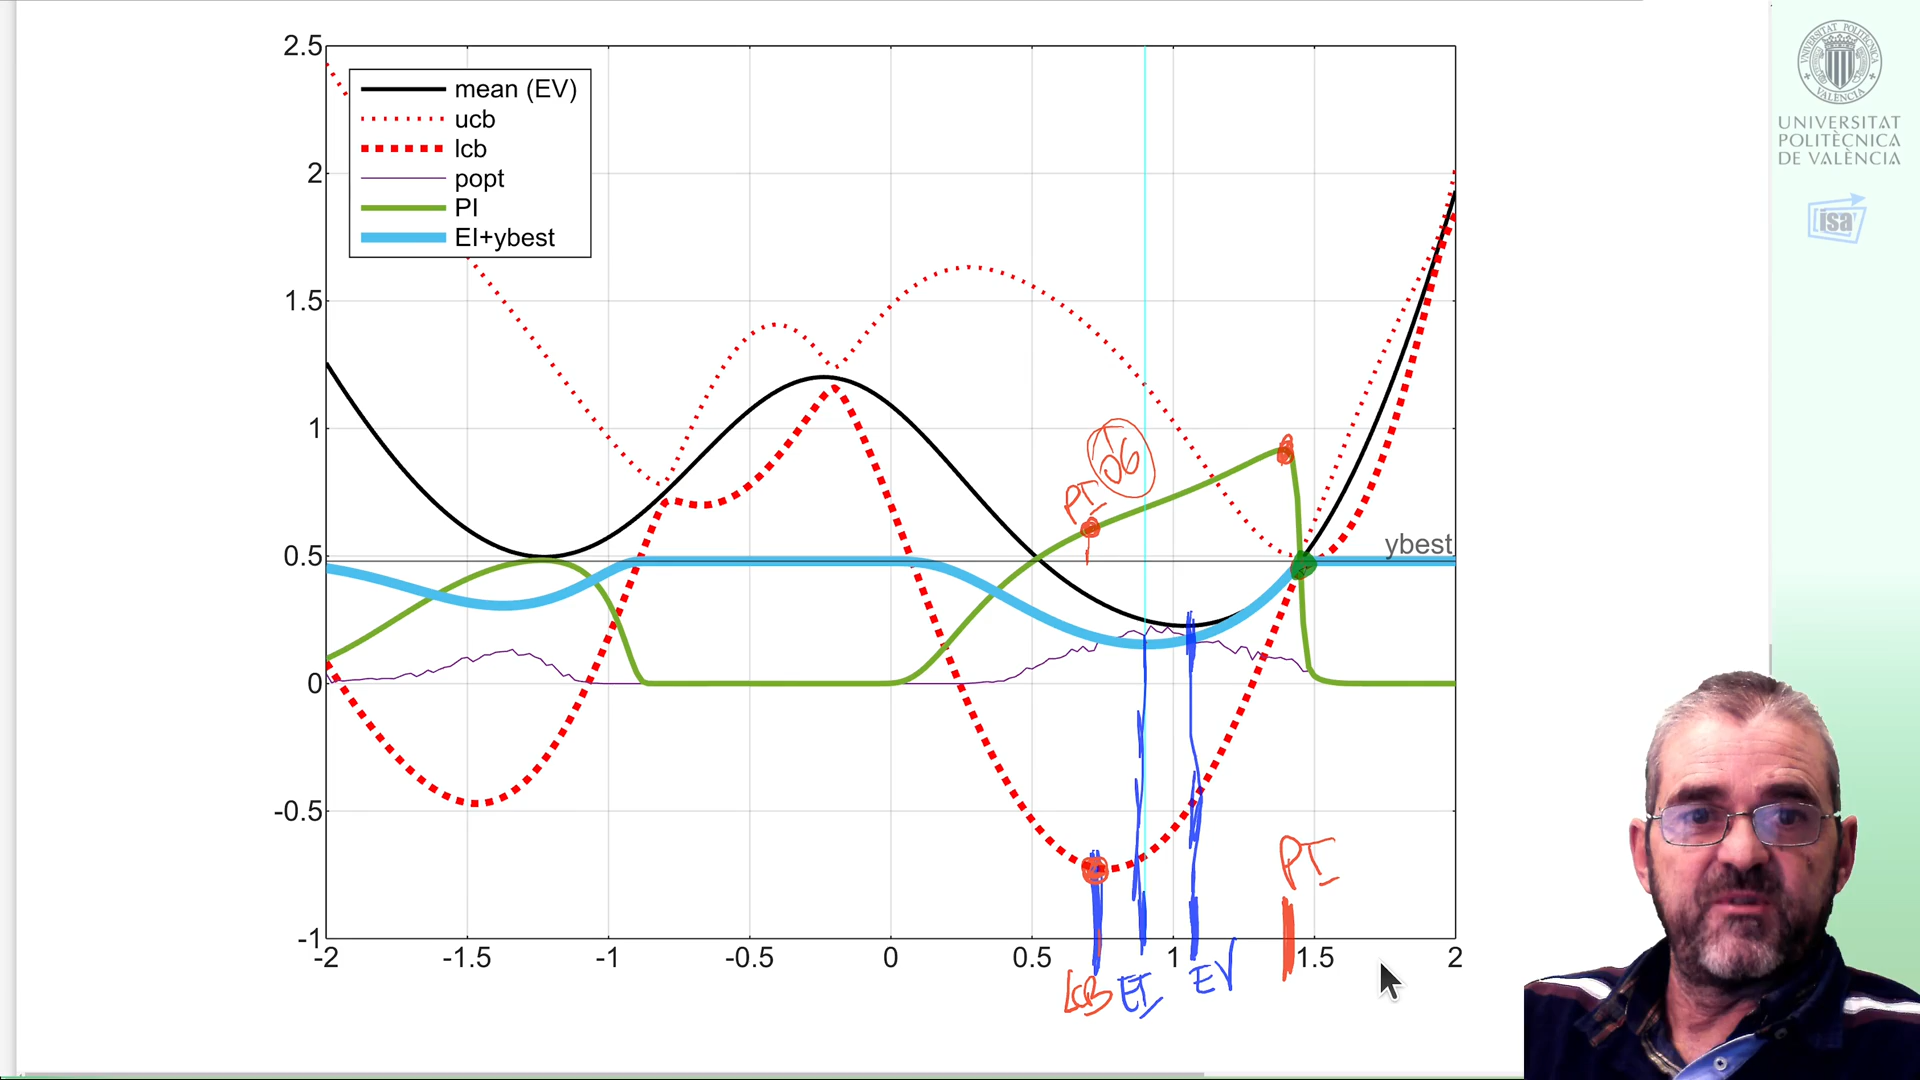 2.5
mean (EV)
ucb
lcb
popt
PI
EI+ybest
2
1.5
1
0.5
0
-0.5
-1
-2
-1.5
-1
-0.5
0
0.5
1
1.5
2
ybest
PI
06
PI
LCB
EI
EV
UNIVERSITAT
POLITÈCNICA
DE VALÈNCIA
isa